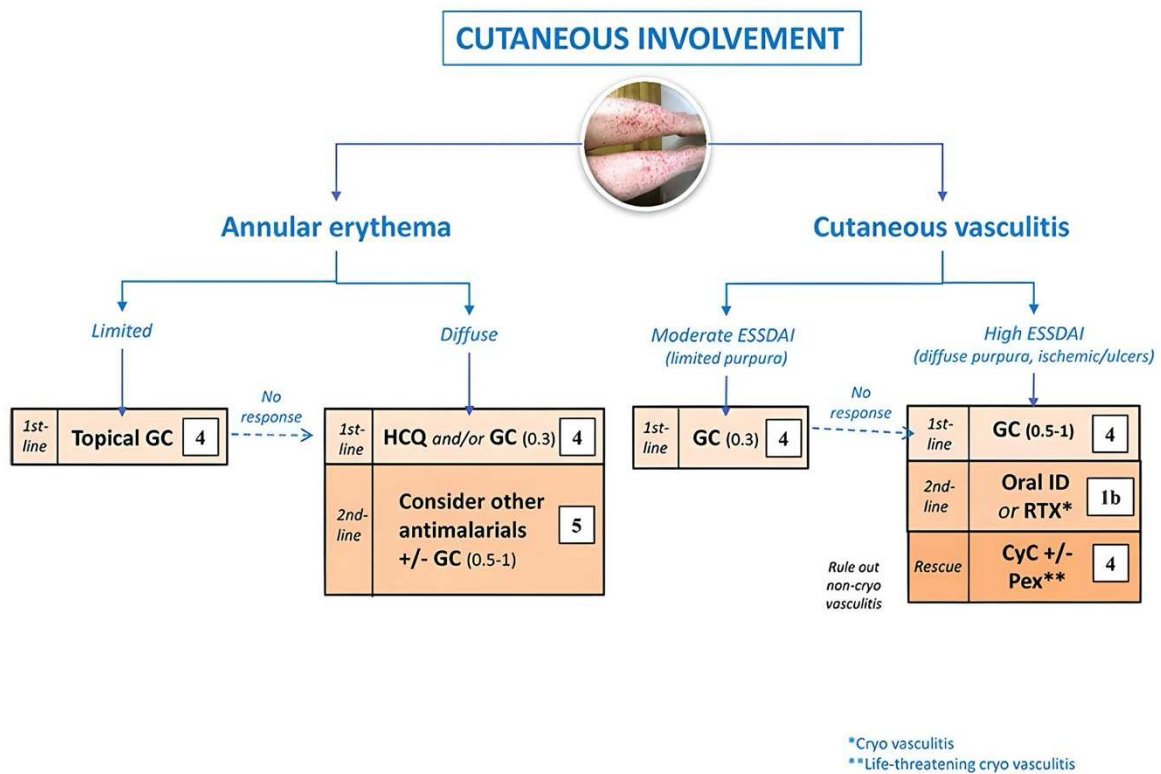 CUTANEOUS INVOLVEMENT
Annular erythema
Cutaneous vasculitis
Limited
Diffuse
Moderate ESSDAI
(limited purpura)
High ESSDAI
(diffuse purpura, ischemic/ulcers)
1st-
line
Topical GC
4
No
response
1st-
line
HCQ and/or GC (0.3)
4
2nd-
line
Consider other
antimalarials
+/- GC (0.5-1)
5
1st-
line
GC (0.3)
4
No
response
1st-
line
GC (0.5-1)
4
2nd-
line
Oral ID
or RTX*
1b
Rescue
CyC +/-
Pex**
4
Rule out
non-cryo
vasculitis
*Cryo vasculitis
**Life-threatening cryo vasculitis